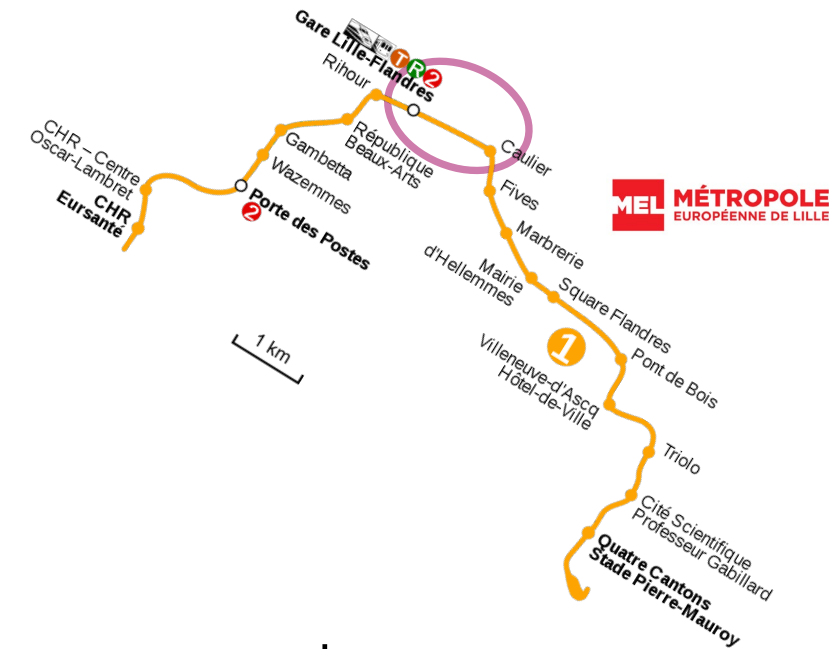 Gare Lille-Flandres
T R 2
Rihour
Caulier
République
Beaux-Arts
Gambetta
Wazemmes
CHR – Centre
Oscar-Lambret
CHR
Eurasanté
Porte des Postes
2
Fives
MEL MÉTROPOLE
EUROPÉENNE DE LILLE
Marbrerie
Mairie
d'Hellemmes
Square Flandres
1
1 km
Pont de Bois
Villeneuve-d'Ascq
Hôtel-de-Ville
Triolo
Cité Scientifique
Professeur Gabillard
Quatre Cantons
Stade Pierre-Mauroy